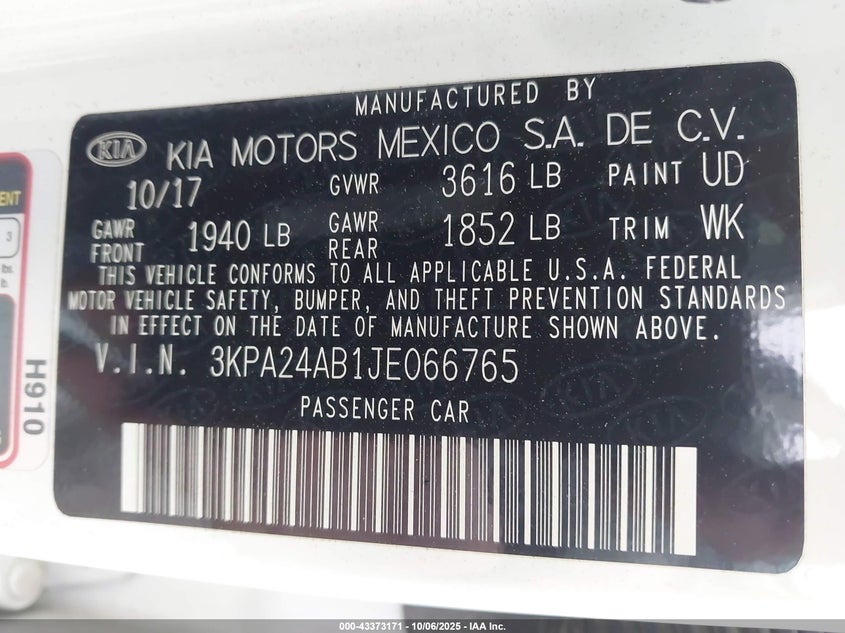 MANUFACTURED BY
KIA KIA MOTORS MEXICO S.A. DE C.V.
10/17 GVWR 3616 LB PAINT UD
GAWR FRONT 1940 LB GAWR REAR 1852 LB TRIM WK
THIS VEHICLE CONFORMS TO ALL APPLICABLE U.S.A. FEDERAL
MOTOR VEHICLE SAFETY, BUMPER, AND THEFT PREVENTION STANDARDS
IN EFFECT ON THE DATE OF MANUFACTURE SHOWN ABOVE.
V.I.N. 3KPA24AB1JE066765
PASSENGER CAR
3
lbs.
H910
000-43373171 - 10/06/2025 - IAA Inc.